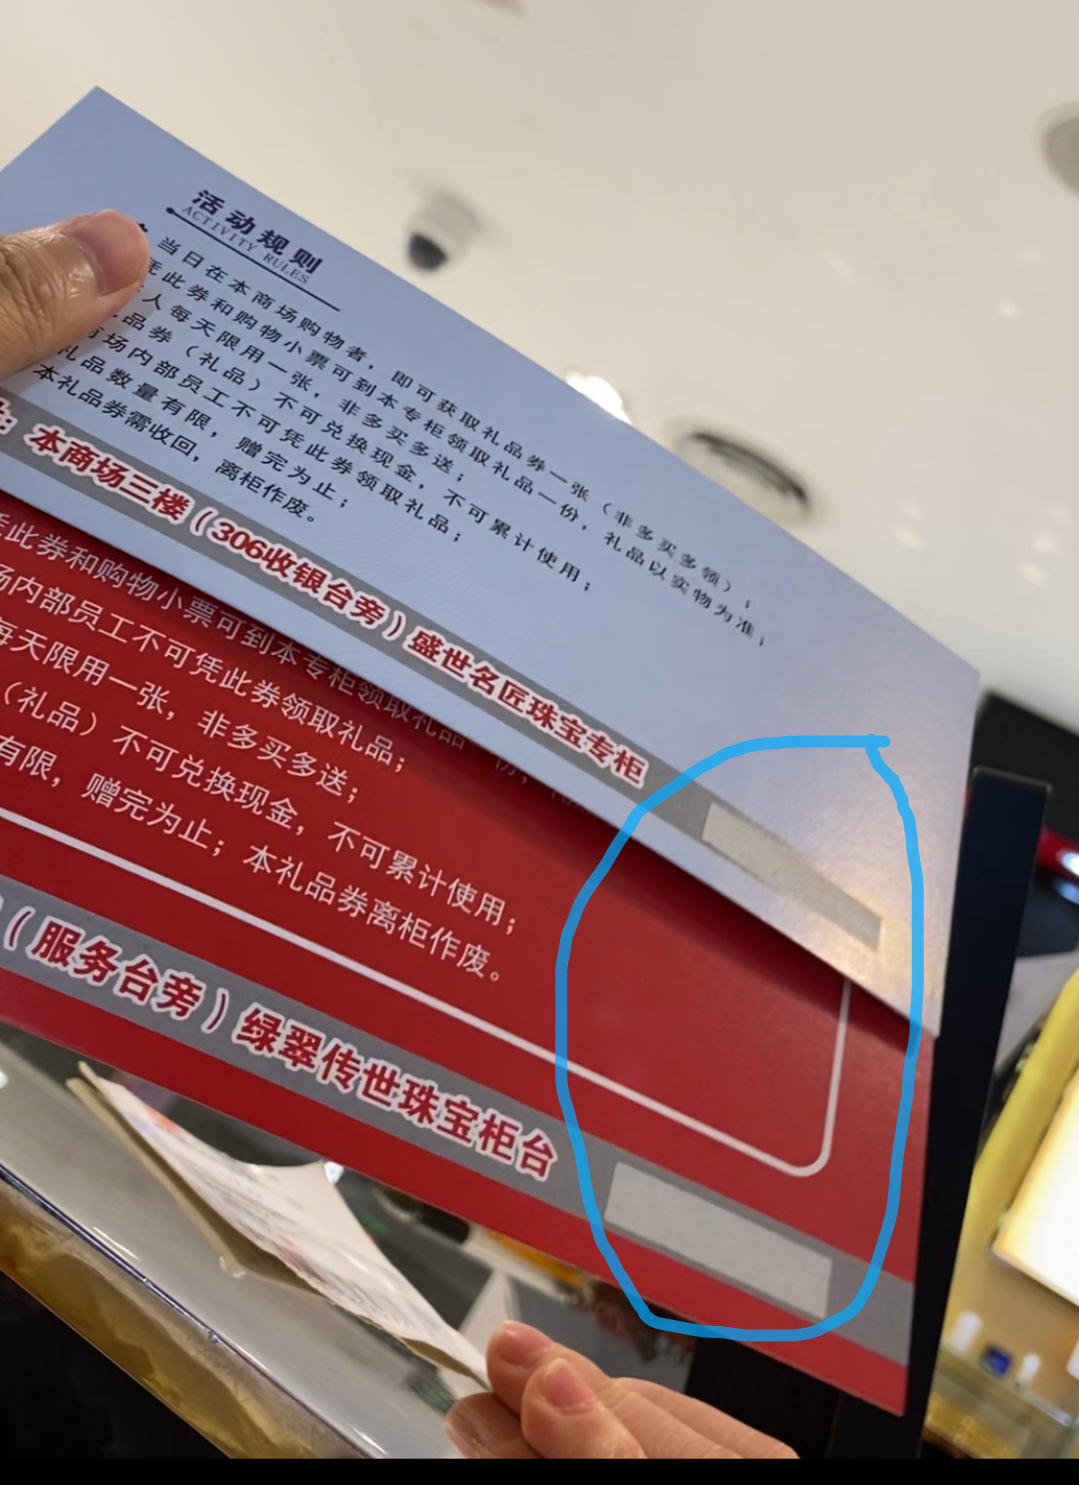 活动规则
ACTIVITY RULES
当日在本商场购物者，即可获取礼品券一张（非多买多领）；
凭此券和购物小票可到本专柜领取礼品一份，礼品以实物为准；
人每天限用一张，非多买多送；
品券（礼品）不可兑换现金，不可累计使用；
商场内部员工不可凭此券领取礼品；
礼品数量有限，赠完为止；
本礼品券需收回，离柜作废。
：本商场三楼（306收银台旁）盛世名匠珠宝专柜
凭此券和购物小票可到本专柜领取礼品
场内部员工不可凭此券领取礼品；
每天限用一张，非多买多送；
（礼品）不可兑换现金，不可累计使用；
有限，赠完为止；本礼品券离柜作废。
（服务台旁）绿翠传世珠宝柜台